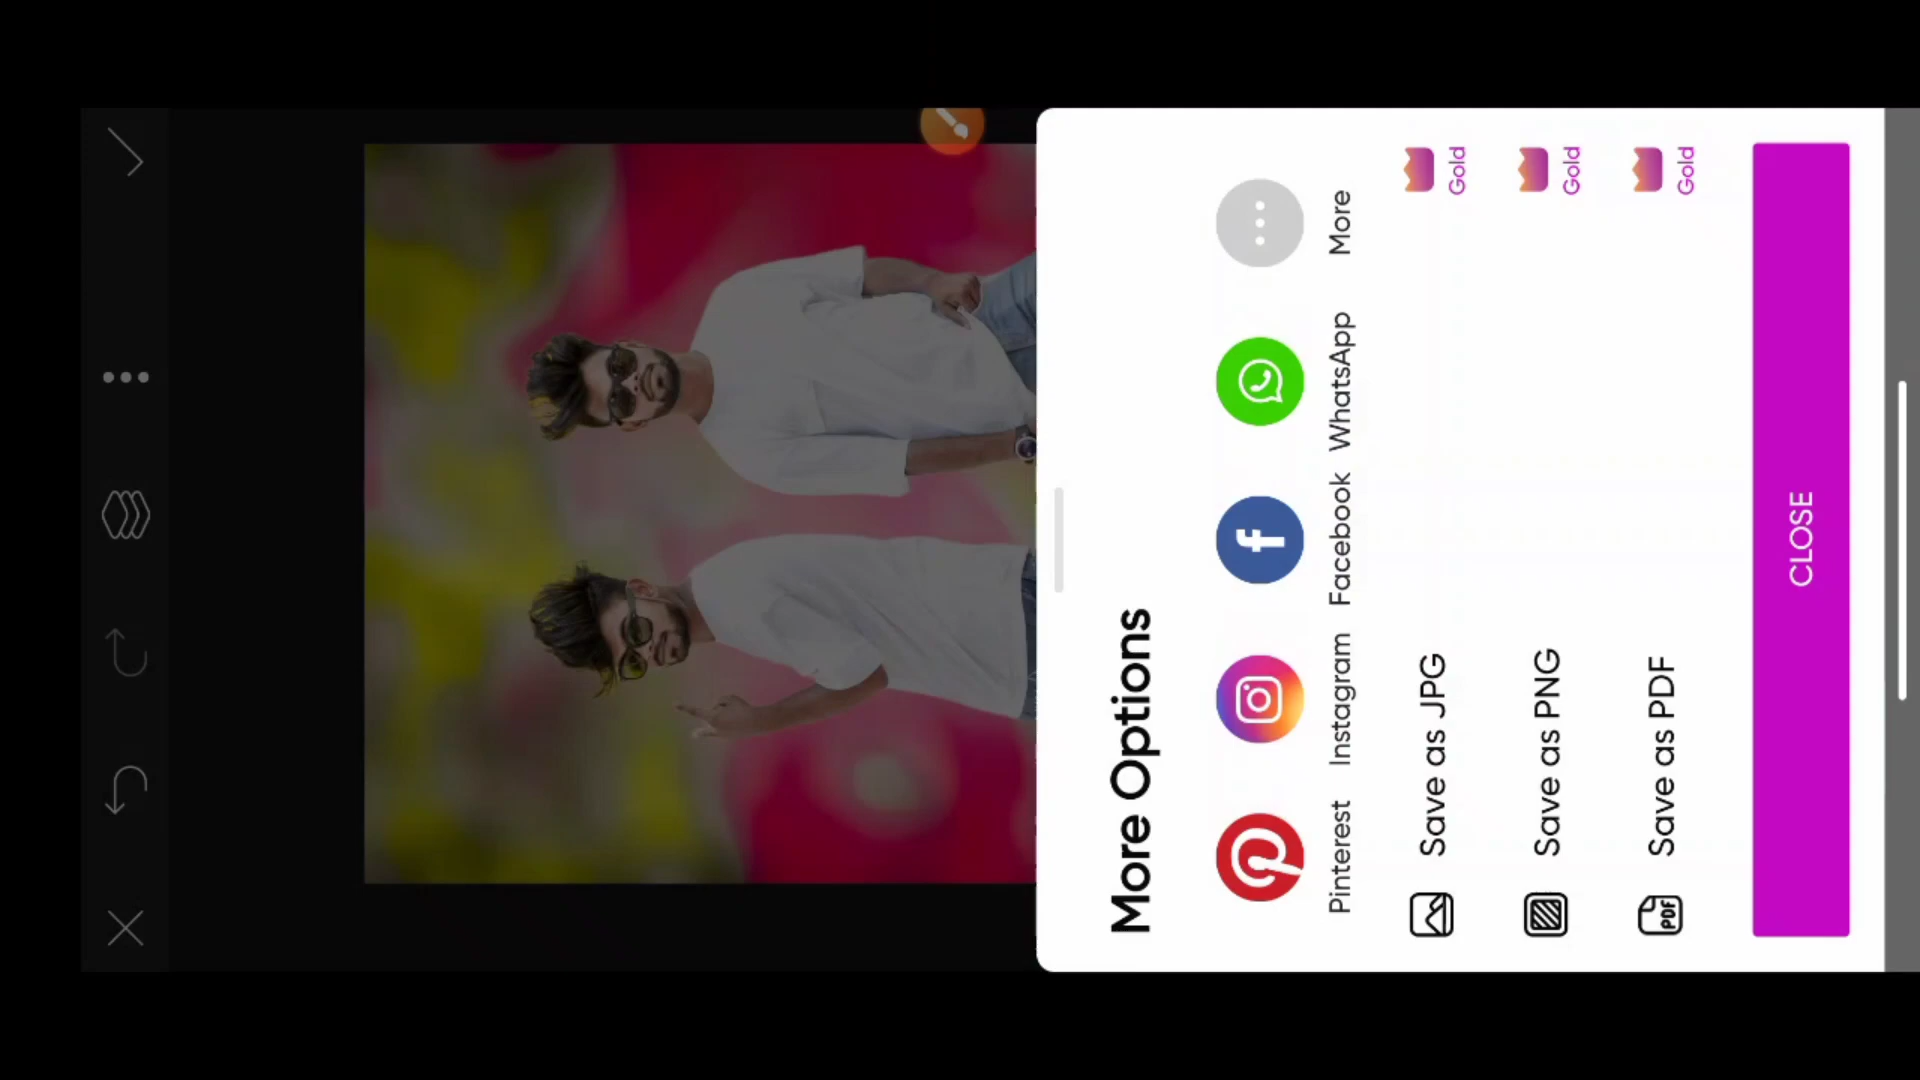 More Options
Pinterest Instagram Facebook WhatsApp More
Save as JPG Gold
Save as PNG Gold
PDF Save as PDF Gold
CLOSE